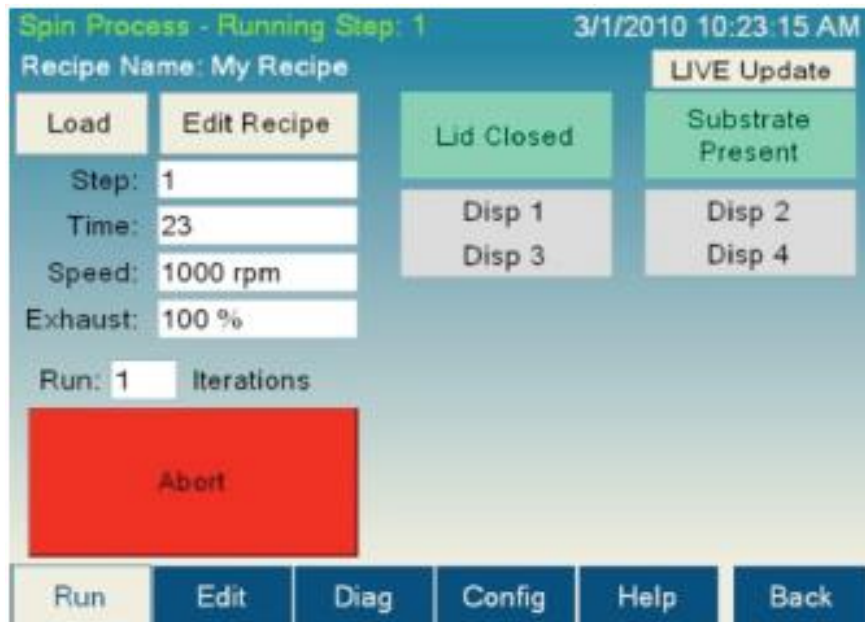 Spin Process - Running Step: 1 3/1/2010 10:23:15 AM
Recipe Name: My Recipe LIVE Update
Load Edit Recipe Lid Closed Substrate Present
Step: 1 Disp 1 Disp 2
Time: 23 Disp 3 Disp 4
Speed: 1000 rpm
Exhaust: 100 %
Run: 1 Iterations
Abort
Run Edit Diag Config Help Back